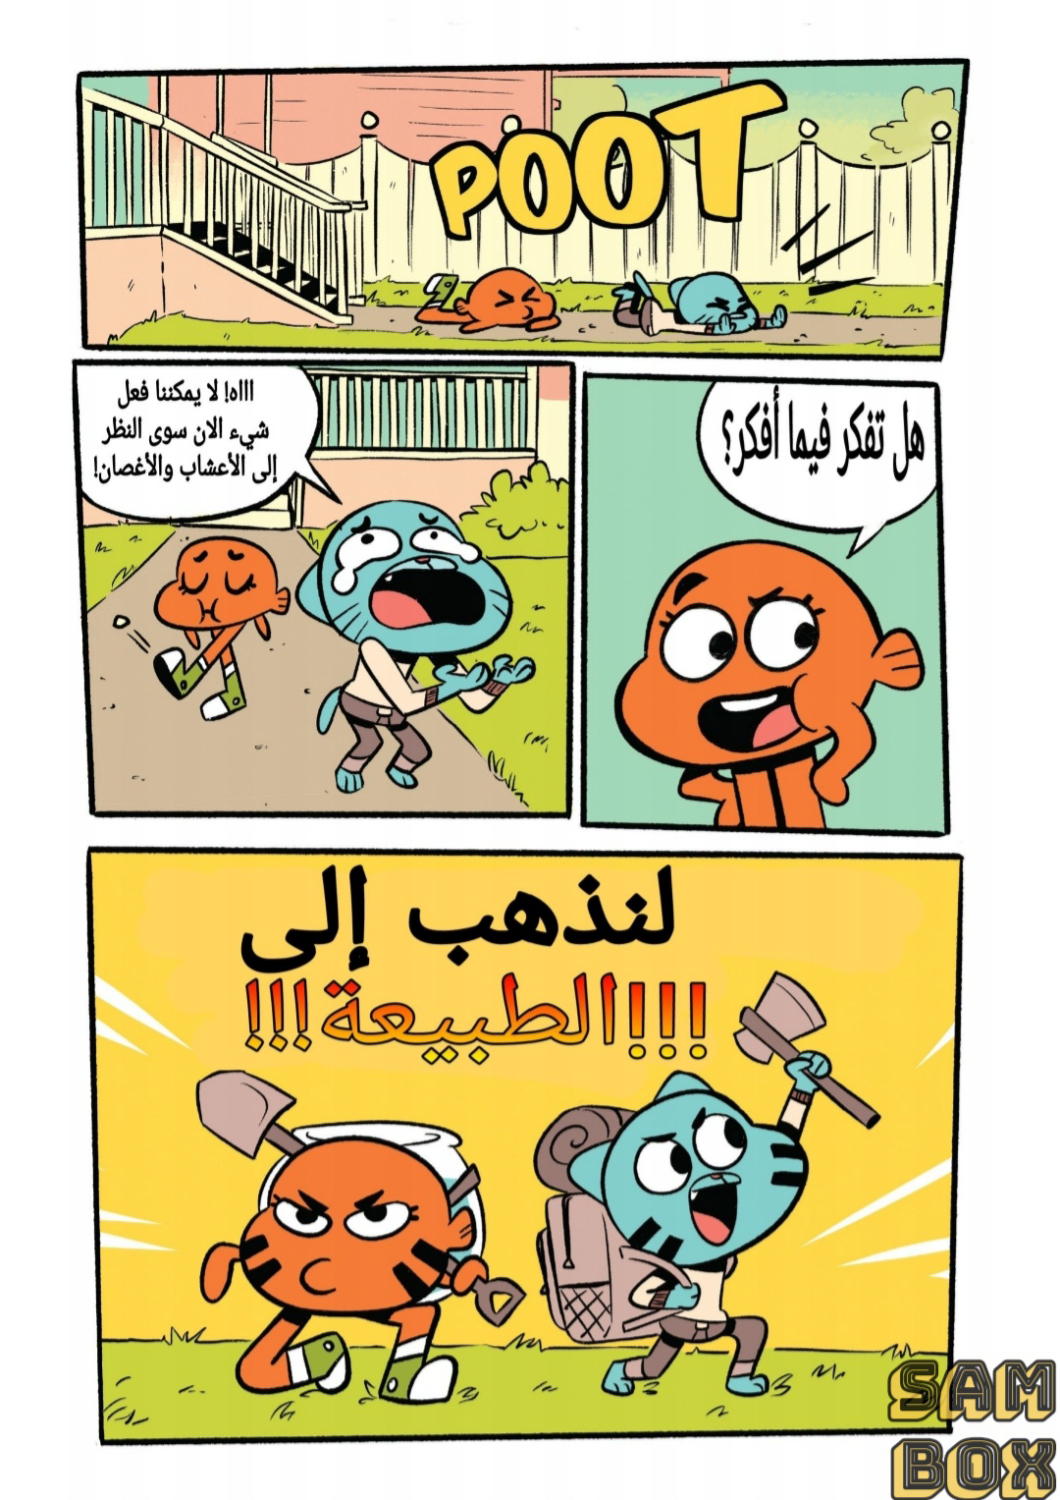 POOT
اااه! لا يمكننا فعل
شيء الان سوى النظر
إلى الأعشاب والأغصان!
هل تفكر فيما أفكر؟
لنذهب إلى
!!!الطبيعة!!!
SAM
BOX